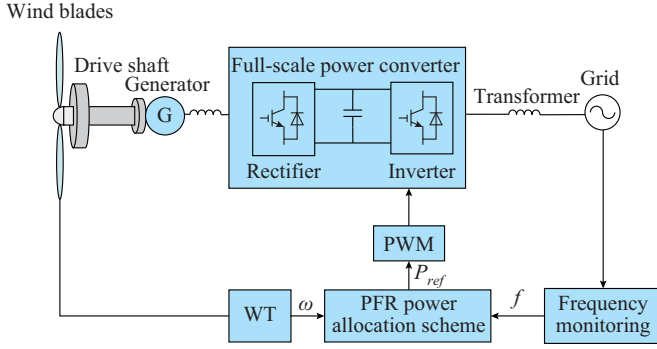 Wind blades
Drive shaft
Generator
G
Full-scale power converter
Rectifier
Inverter
Transformer
Grid
PWM
P_ref
WT
ω
PFR power
allocation scheme
f
Frequency
monitoring